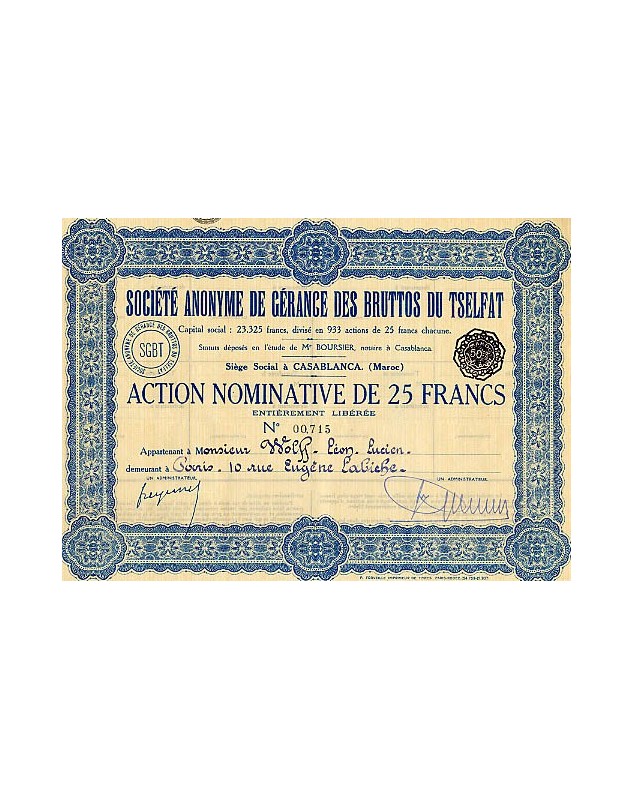 SOCIÉTÉ ANONYME DE GÉRANCE DES BRUTTOS DU TSELFAT
Capital social : 23.325 francs, divisé en 933 actions de 25 francs chacune.
Statuts déposés en l'étude de Me BOURSIER, notaire à Casablanca.
SGBT
Siège Social à CASABLANCA. (Maroc)
ACTION NOMINATIVE DE 25 FRANCS
ENTIÈREMENT LIBÉRÉE
No 00,715
Appartenant à Monsieur Wolff Léon, Lucien.
demeurant à Paris. 10 rue Eugène Labiche.
UN ADMINISTRATEUR, UN ADMINISTRATEUR,